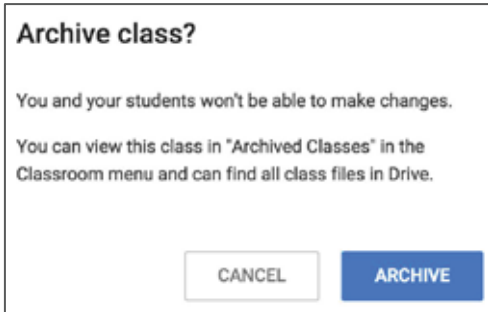 Archive class?
You and your students won't be able to make changes.
You can view this class in "Archived Classes" in the
Classroom menu and can find all class files in Drive.
CANCEL ARCHIVE